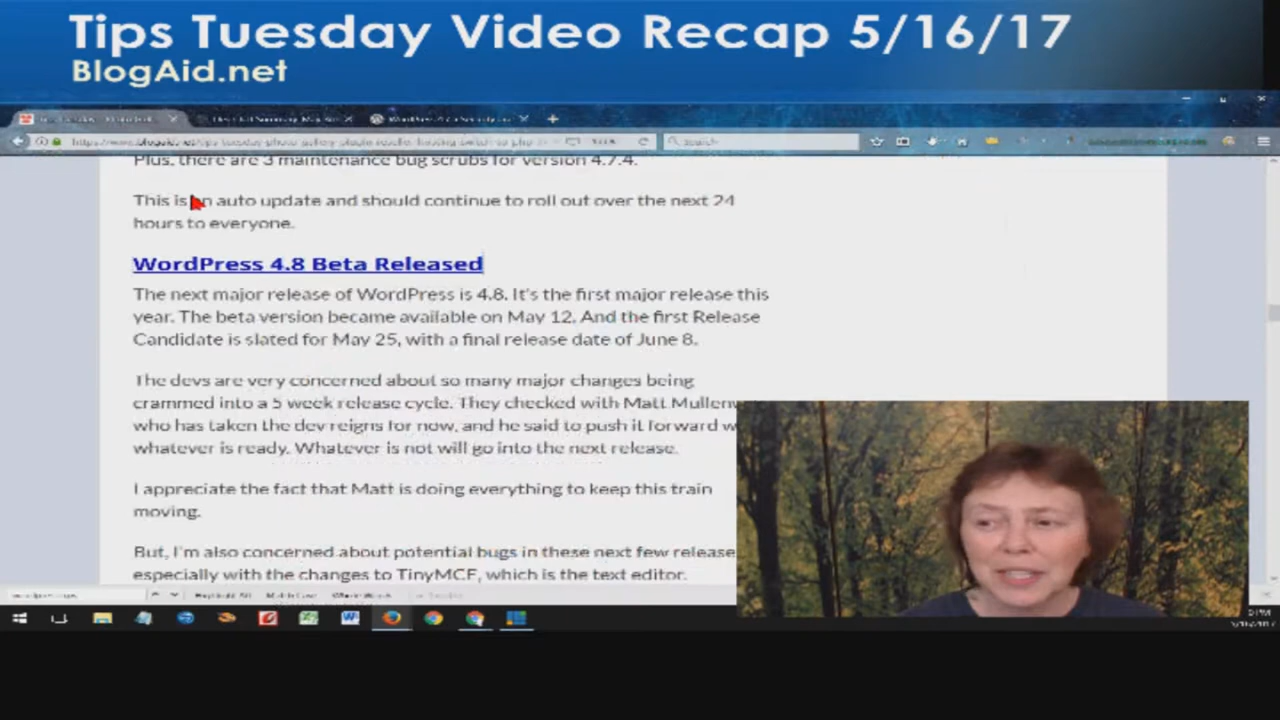 Tips Tuesday Video Recap 5/16/17
BlogAid.net
Plus, there are 3 maintenance bug scrubs for version 4.7.4.
This is an auto update and should continue to roll out over the next 24
hours to everyone.
WordPress 4.8 Beta Released
The next major release of WordPress is 4.8. It's the first major release this
year. The beta version became available on May 12. And the first Release
Candidate is slated for May 25, with a final release date of June 8.
The devs are very concerned about so many major changes being
crammed into a 5 week release cycle. They checked with Matt Mullenw
who has taken the dev reigns for now, and he said to push it forward w
whatever is ready. Whatever is not will go into the next release.
I appreciate the fact that Matt is doing everything to keep this train
moving.
But, I'm also concerned about potential bugs in these next few release
especially with the changes to TinyMCE, which is the text editor.